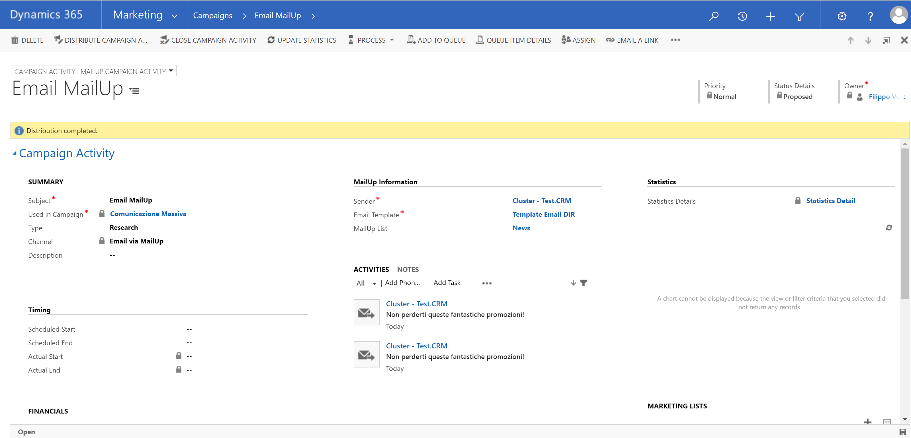 Dynamics 365 Marketing Campaigns Email MailUp
DELETE DISTRIBUTE CAMPAIGN A... CLOSE CAMPAIGN ACTIVITY UPDATE STATISTICS PROCESS ADD TO QUEUE QUEUE ITEM DETAILS ASSIGN EMAIL A LINK
CAMPAIGN ACTIVITY : MAILUP CAMPAIGN ACTIVITY
Email MailUp
Priority
Normal
Status Details
Proposed
Owner*
Filippo
Distribution completed.
Campaign Activity
SUMMARY
Subject* Email MailUp
Used in Campaign* Comunicazione Massiva
Type Research
Channel Email via MailUp
Description --
Timing
Scheduled Start --
Scheduled End --
Actual Start --
Actual End --
FINANCIALS
MailUp Information
Sender* Cluster - Test.CRM
Email Template* Template Email DIR
MailUp List News
ACTIVITIES NOTES
All | Add Phon... Add Task
Cluster - Test.CRM
Non perderti queste fantastiche promozioni!
Today
Cluster - Test.CRM
Non perderti queste fantastiche promozioni!
Today
Statistics
Statistics Details Statistics Detail
A chart cannot be displayed because the view or filter criteria that you selected did
not return any records
MARKETING LISTS
Open